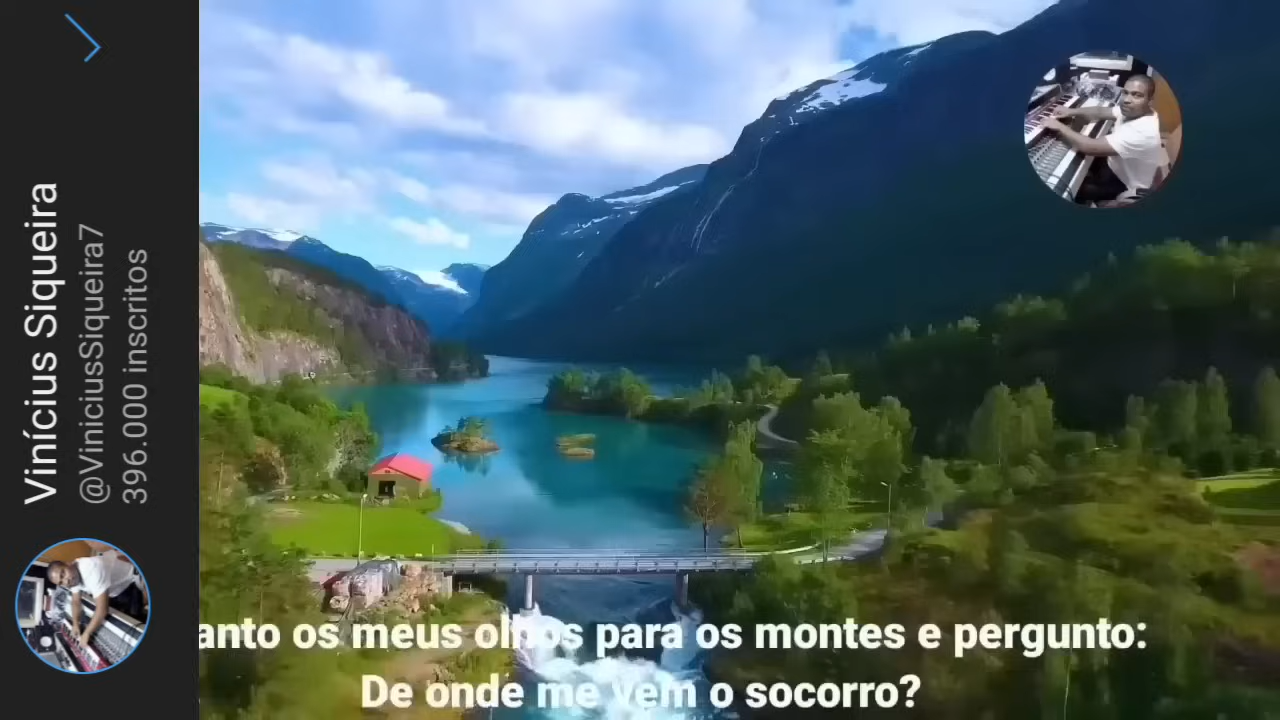 Vinícius Siqueira
@ViniciusSiqueira7
396.000 inscritos
anto os meus olhos para os montes e pergunto:
De onde me vem o socorro?